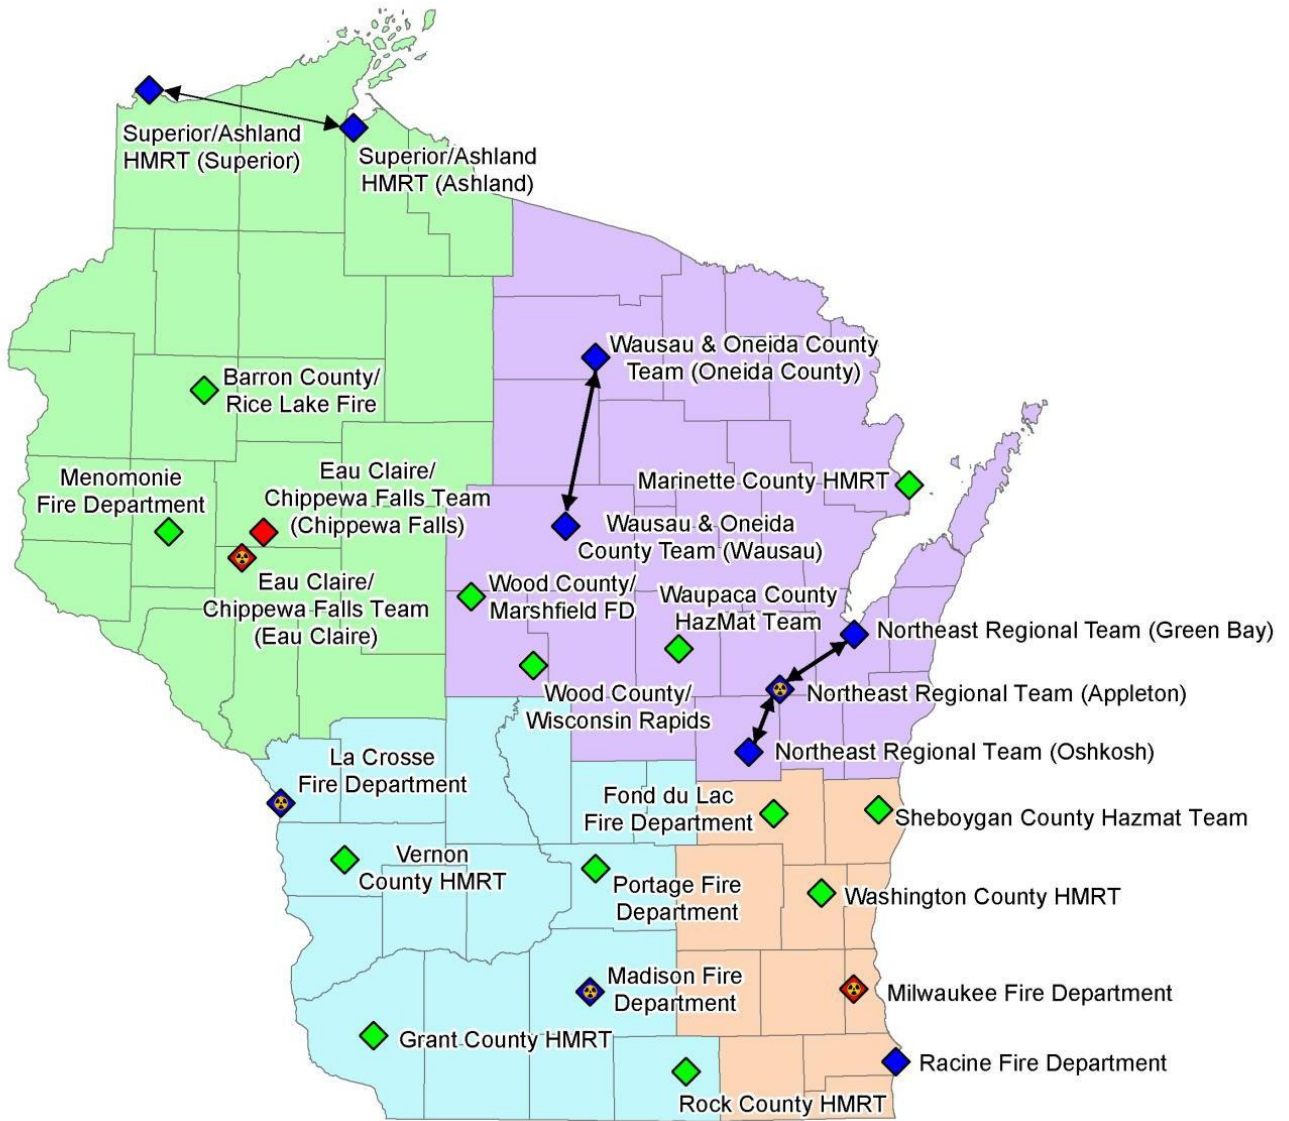 Superior/Ashland
HMRT (Superior)
Superior/Ashland
HMRT (Ashland)
Wausau & Oneida County
Team (Oneida County)
Barron County/
Rice Lake Fire
Menomonie
Fire Department
Eau Claire/
Chippewa Falls Team
(Chippewa Falls)
Marinette County HMRT
Wausau & Oneida
County Team (Wausau)
Eau Claire/
Chippewa Falls Team
(Eau Claire)
Wood County/
Marshfield FD
Waupaca County
HazMat Team
Northeast Regional Team (Green Bay)
Wood County/
Wisconsin Rapids
Northeast Regional Team (Appleton)
Northeast Regional Team (Oshkosh)
La Crosse
Fire Department
Fond du Lac
Fire Department
Sheboygan County Hazmat Team
Vernon
County HMRT
Portage Fire
Department
Washington County HMRT
Madison Fire
Department
Milwaukee Fire Department
Grant County HMRT
Racine Fire Department
Rock County HMRT